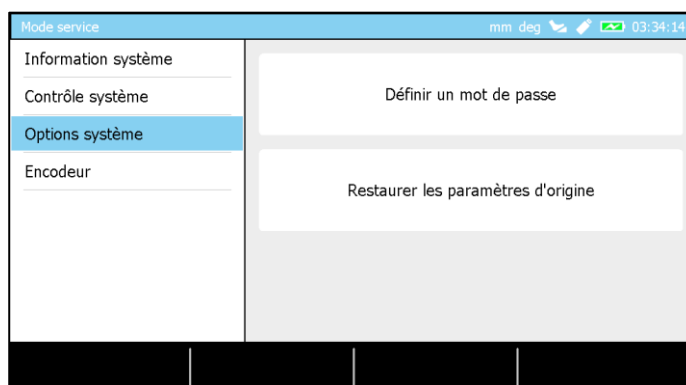 Mode service
mm deg 03:34:14
Information système
Contrôle système
Options système
Encodeur
Définir un mot de passe
Restaurer les paramètres d'origine